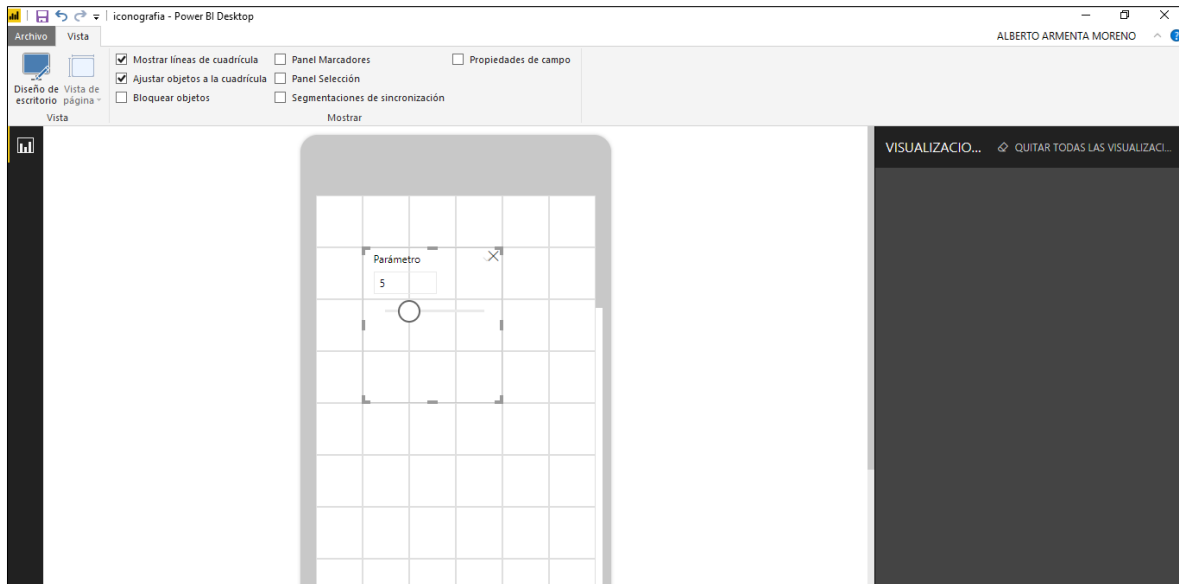 iconografia - Power BI Desktop
Archivo Vista
ALBERTO ARMENTA MORENO
Diseño de escritorio
Vista de página
Vista
Mostrar líneas de cuadrícula
Ajustar objetos a la cuadrícula
Bloquear objetos
Panel Marcadores
Panel Selección
Segmentaciones de sincronización
Propiedades de campo
Mostrar
VISUALIZACIO... QUITAR TODAS LAS VISUALIZACI...
Parámetro
5